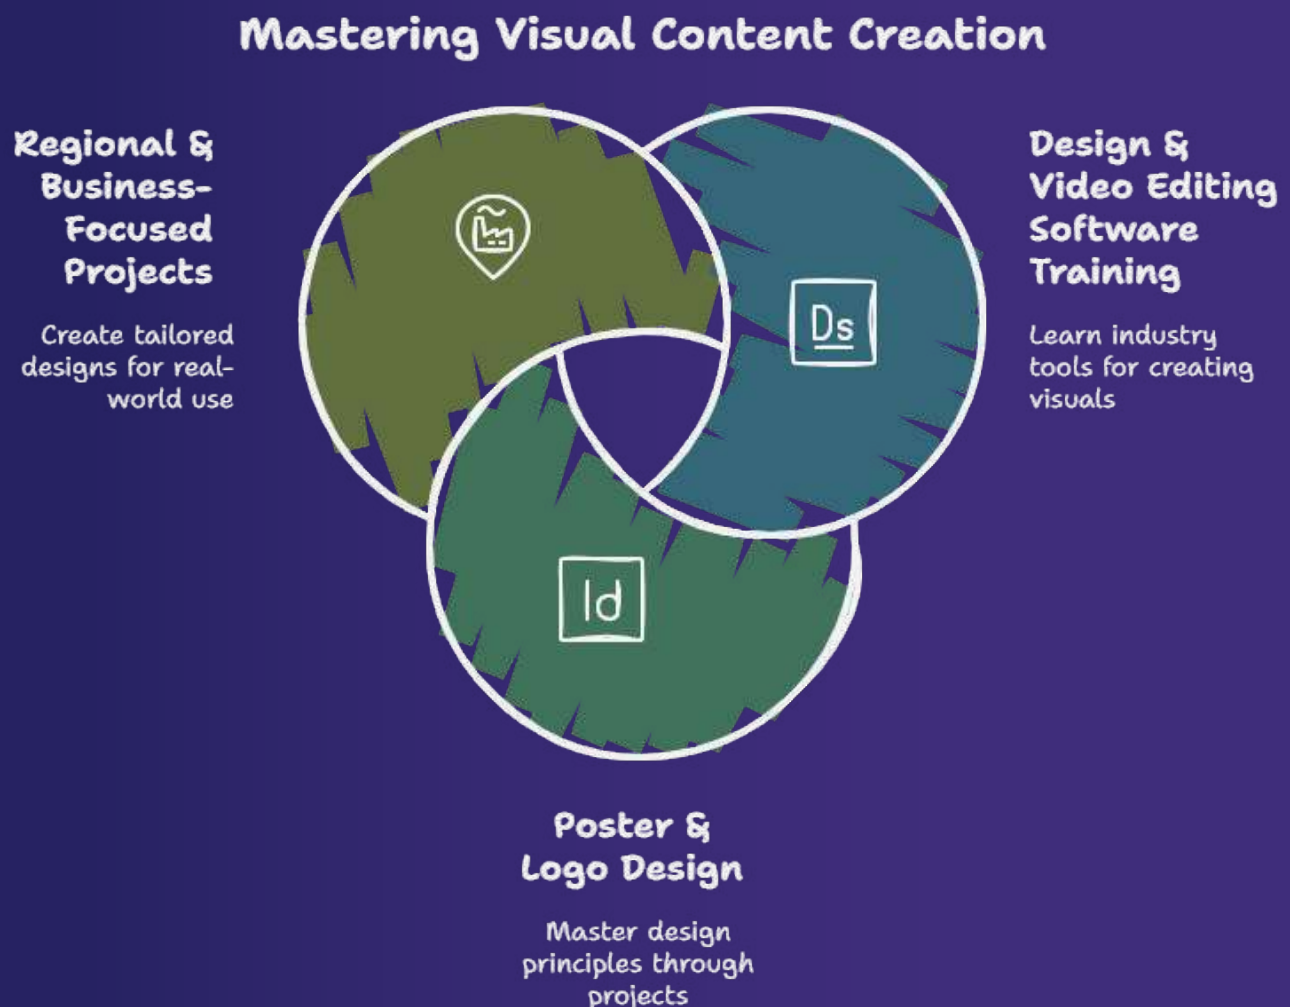 Mastering Visual Content Creation
Regional &
Business-
Focused
Projects
Create tailored
designs for real-
world use
Design &
Video Editing
Software
Training
Learn industry
tools for creating
visuals
Ds
Id
Poster &
Logo Design
Master design
principles through
projects